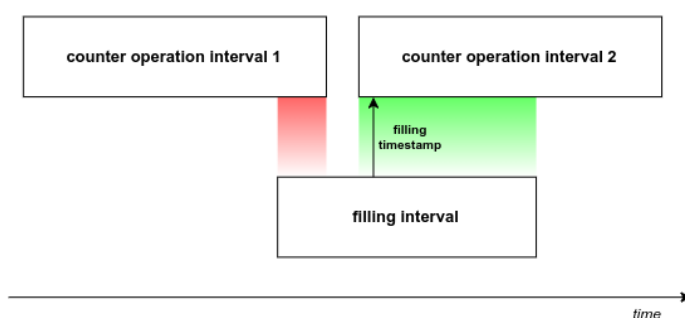 counter operation interval 1
counter operation interval 2
filling
timestamp
filling interval
time